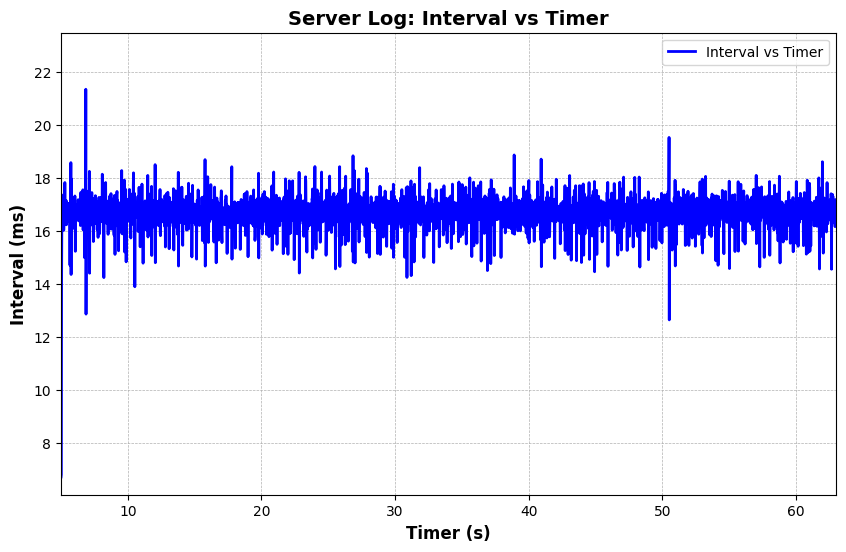 Server Log: Interval vs Timer
Interval vs Timer
22
20
18
16
14
12
10
8
Interval (ms)
10 20 30 40 50 60
Timer (s)